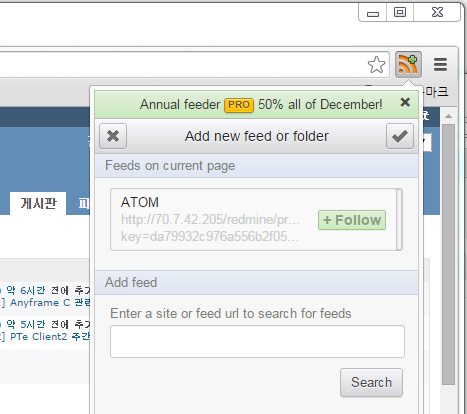 Annual feeder PRO 50% all of December!
마크
Add new feed or folder
Feeds on current page
게시판
ATOM
http://70.7.42.205/redmine/pr...
key=da79932c976a556b2f05...
+ Follow
Add feed
약 6시간 전에 추가
] Anyframe C 관련
Enter a site or feed url to search for feeds
약 5시간 전에 추가
] PTe Client2 주간
Search